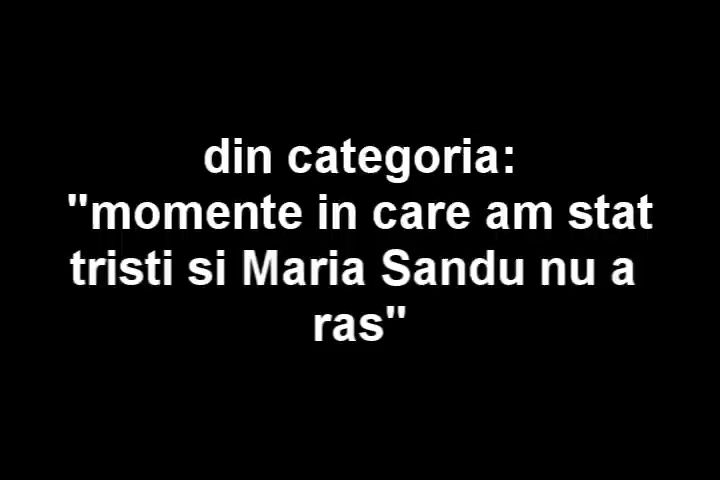 din categoria:
"momente in care am stat
tristi si Maria Sandu nu a
ras"